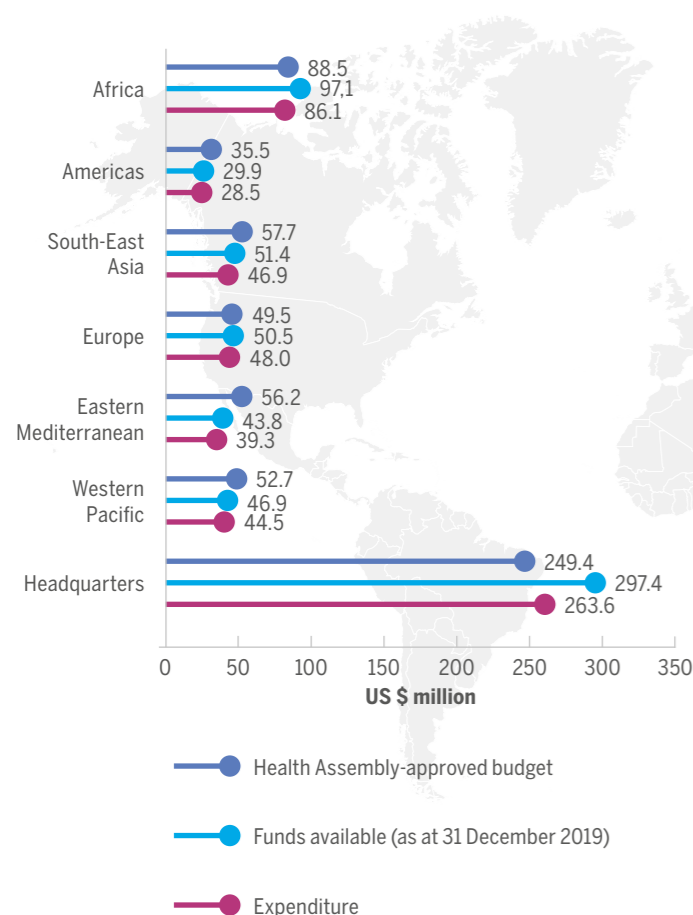 Africa
88.5
97,1
86.1
Americas
35.5
29.9
28.5
South-East
Asia
57.7
51.4
46.9
Europe
49.5
50.5
48.0
Eastern
Mediterranean
56.2
43.8
39.3
Western
Pacific
52.7
46.9
44.5
Headquarters
249.4
297.4
263.6
0 50 100 150 200 250 300 350
US $ million
Health Assembly-approved budget
Funds available (as at 31 December 2019)
Expenditure